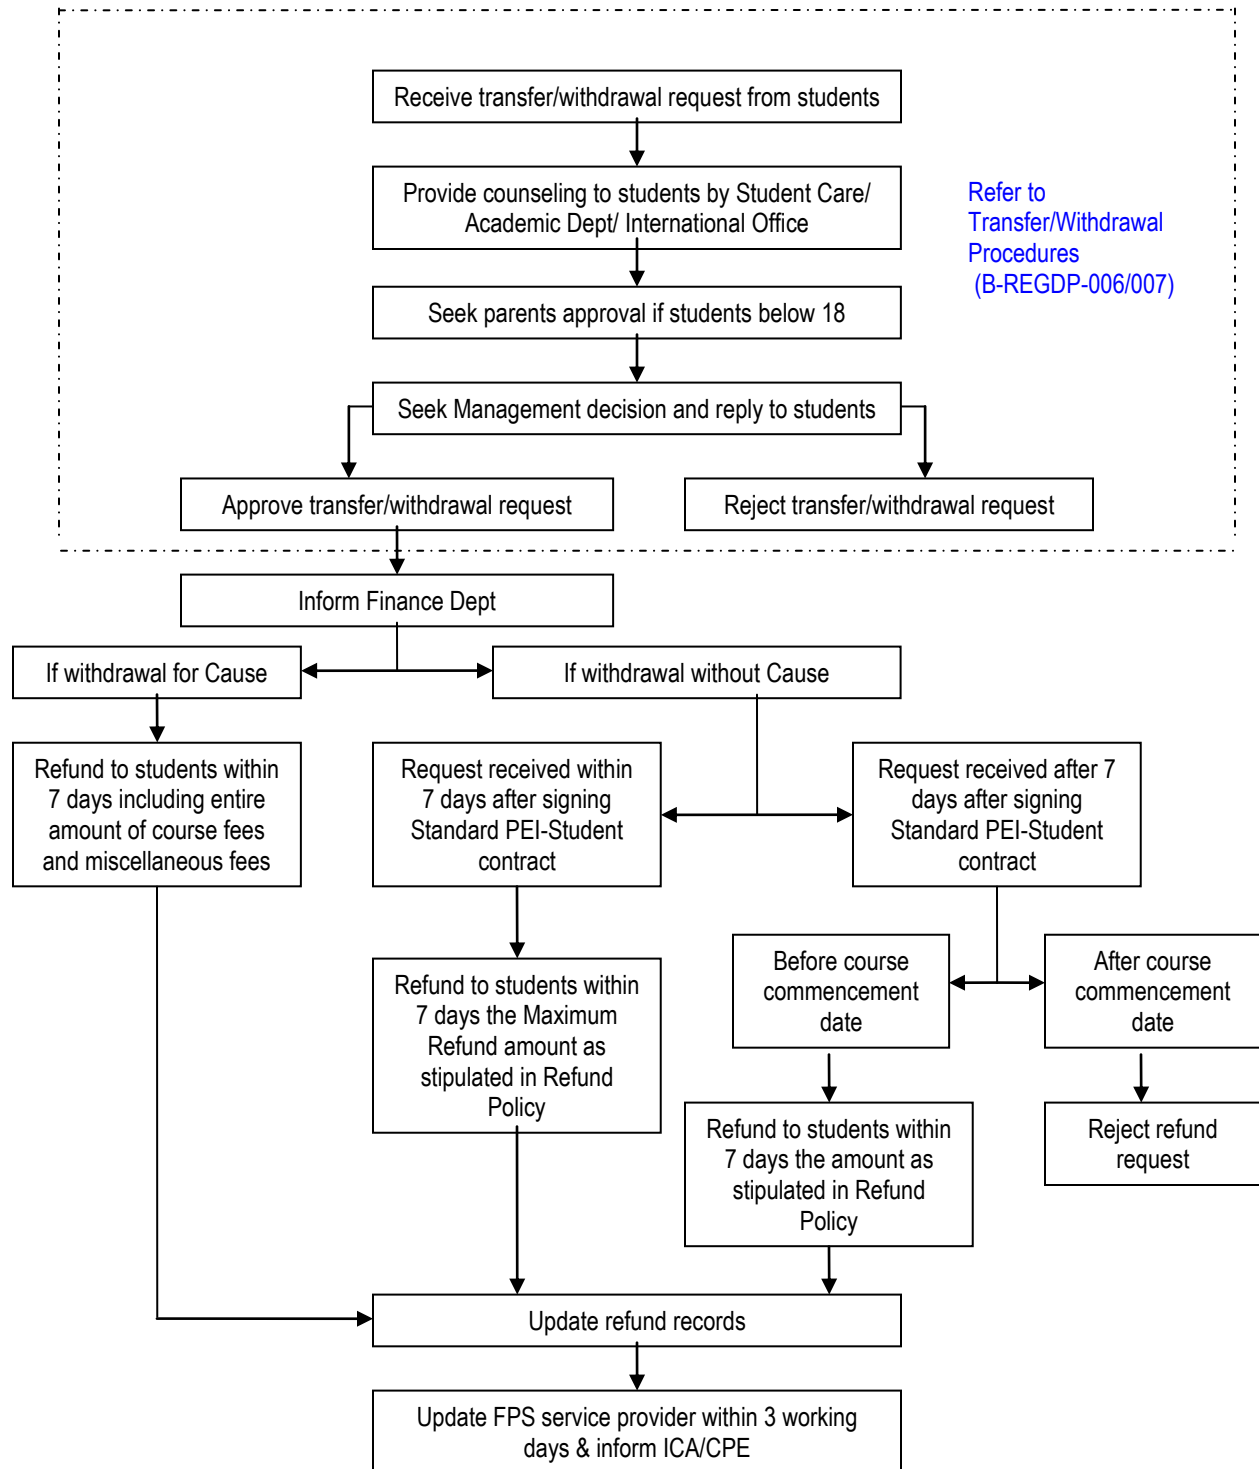 Receive transfer/withdrawal request from students
Provide counseling to students by Student Care/
Academic Dept/ International Office
Refer to
Transfer/Withdrawal
Procedures
(B-REGDP-006/007)
Seek parents approval if students below 18
Seek Management decision and reply to students
Approve transfer/withdrawal request
Reject transfer/withdrawal request
Inform Finance Dept
If withdrawal for Cause
If withdrawal without Cause
Refund to students within
7 days including entire
amount of course fees
and miscellaneous fees
Request received within
7 days after signing
Standard PEI-Student
contract
Request received after 7
days after signing
Standard PEI-Student
contract
Refund to students within
7 days the Maximum
Refund amount as
stipulated in Refund
Policy
Before course
commencement
date
After course
commencement
date
Refund to students within
7 days the amount as
stipulated in Refund
Policy
Reject refund
request
Update refund records
Update FPS service provider within 3 working
days & inform ICA/CPE